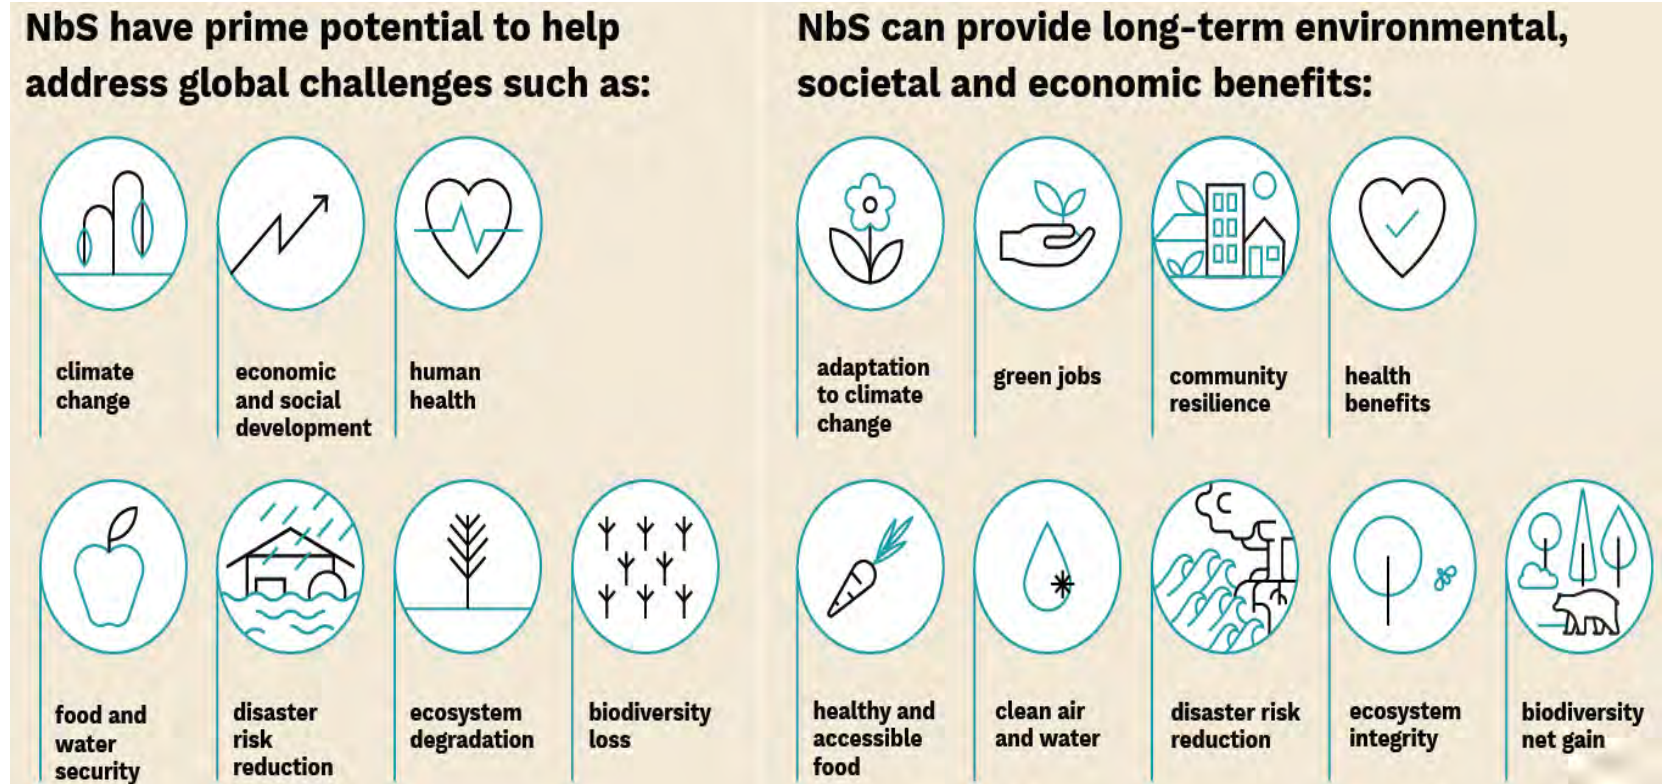 NbS have prime potential to help
address global challenges such as:
climate
change
economic
and social
development
human
health
food and
water
security
disaster
risk
reduction
ecosystem
degradation
biodiversity
loss
NbS can provide long-term environmental,
societal and economic benefits:
adaptation
to climate
change
green jobs
community
resilience
health
benefits
healthy and
accessible
food
clean air
and water
disaster risk
reduction
ecosystem
integrity
biodiversity
net gain